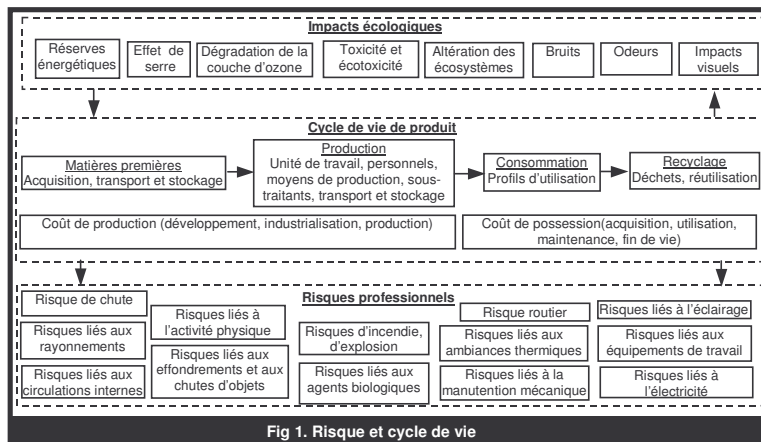 Impacts écologiques
Réserves
énergétiques
Effet de
serre
Dégradation de la
couche d'ozone
Toxicité et
écotoxicité
Altération des
écosystèmes
Bruits
Odeurs
Impacts
visuels
Cycle de vie de produit
Matières premières
Acquisition, transport et stockage
Production
Unité de travail, personnels,
moyens de production, sous-
traitants, transport et stockage
Consommation
Profils d'utilisation
Recyclage
Déchets, réutilisation
Coût de production (développement, industrialisation, production)
Coût de possession(acquisition, utilisation,
maintenance, fin de vie)
Risques professionnels
Risque de chute
Risques liés aux
rayonnements
Risques liés aux
circulations internes
Risques liés à
l'activité physique
Risques liés aux
effondrements et aux
chutes d'objets
Risques d'incendie,
d'explosion
Risques liés aux
agents biologiques
Risque routier
Risques liés aux
ambiances thermiques
Risques liés à la
manutention mécanique
Risques liés à l'éclairage
Risques liés aux
équipements de travail
Risques liés à
l'électricité
Fig 1. Risque et cycle de vie